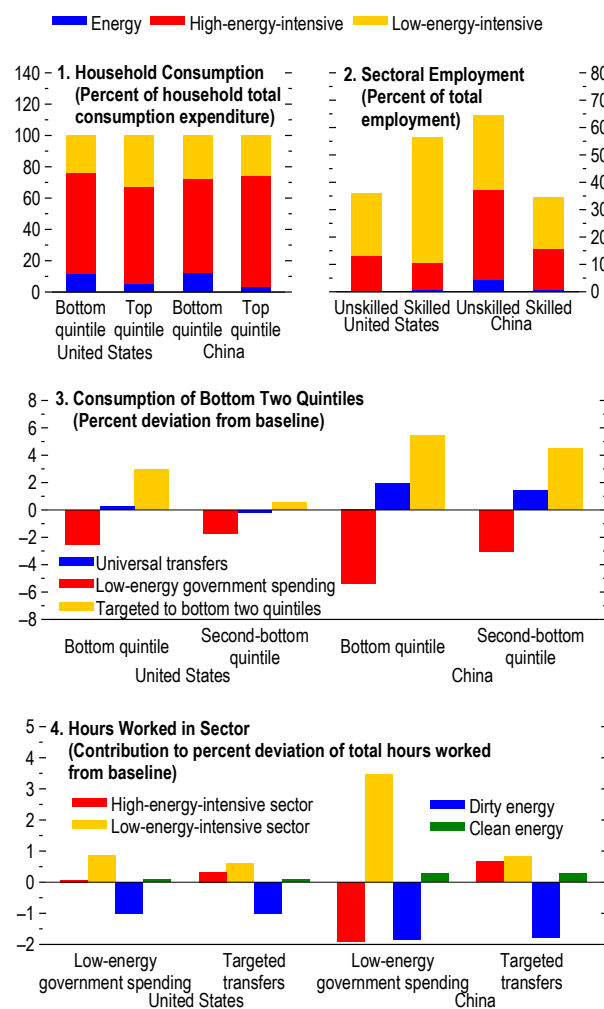 Energy High-energy-intensive Low-energy-intensive
1. Household Consumption
(Percent of household total
consumption expenditure)
140
120
100
80
60
40
20
0
Bottom quintile
Top quintile
Bottom quintile
Top quintile
United States
China
2. Sectoral Employment
(Percent of total
employment)
80
70
60
50
40
30
20
10
0
Unskilled Skilled Unskilled Skilled
United States
China
3. Consumption of Bottom Two Quintiles
(Percent deviation from baseline)
8
6
4
2
0
–2
–4
–6
–8
Universal transfers
Low-energy government spending
Targeted to bottom two quintiles
Bottom quintile
Second-bottom quintile
Bottom quintile
Second-bottom quintile
United States
China
4. Hours Worked in Sector
(Contribution to percent deviation of total hours worked
from baseline)
5
4
3
2
1
0
–1
–2
High-energy-intensive sector
Low-energy-intensive sector
Dirty energy
Clean energy
Low-energy
government spending
Targeted
transfers
Low-energy
government spending
Targeted
transfers
United States
China